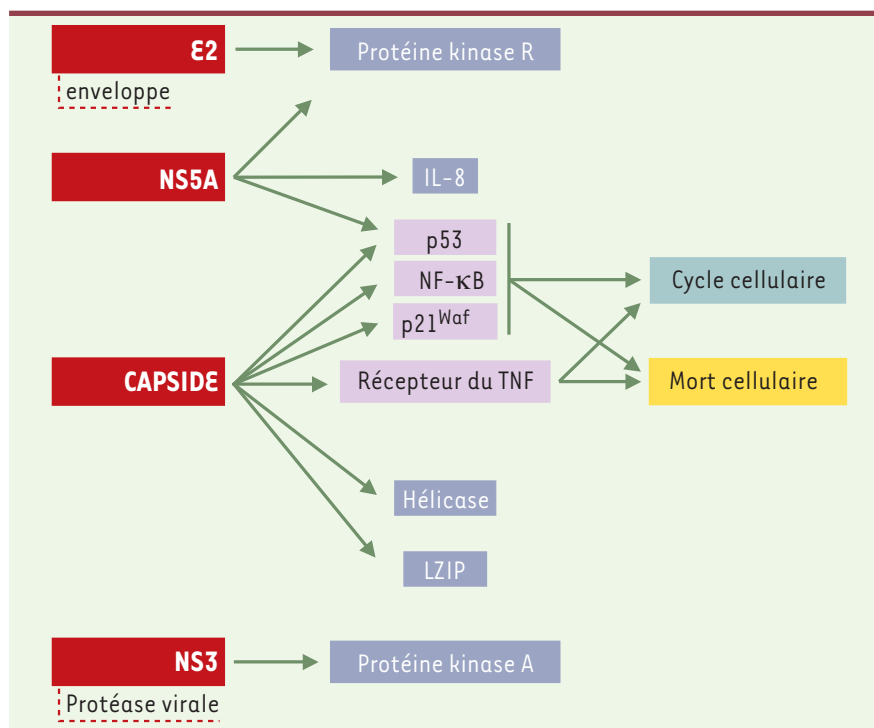 E2
Protéine kinase R
enveloppe
NS5A
IL-8
p53
NF-κB
p21Waf
Cycle cellulaire
CAPSIDE
Récepteur du TNF
Mort cellulaire
Hélicase
LZIP
NS3
Protéine kinase A
Protéase virale